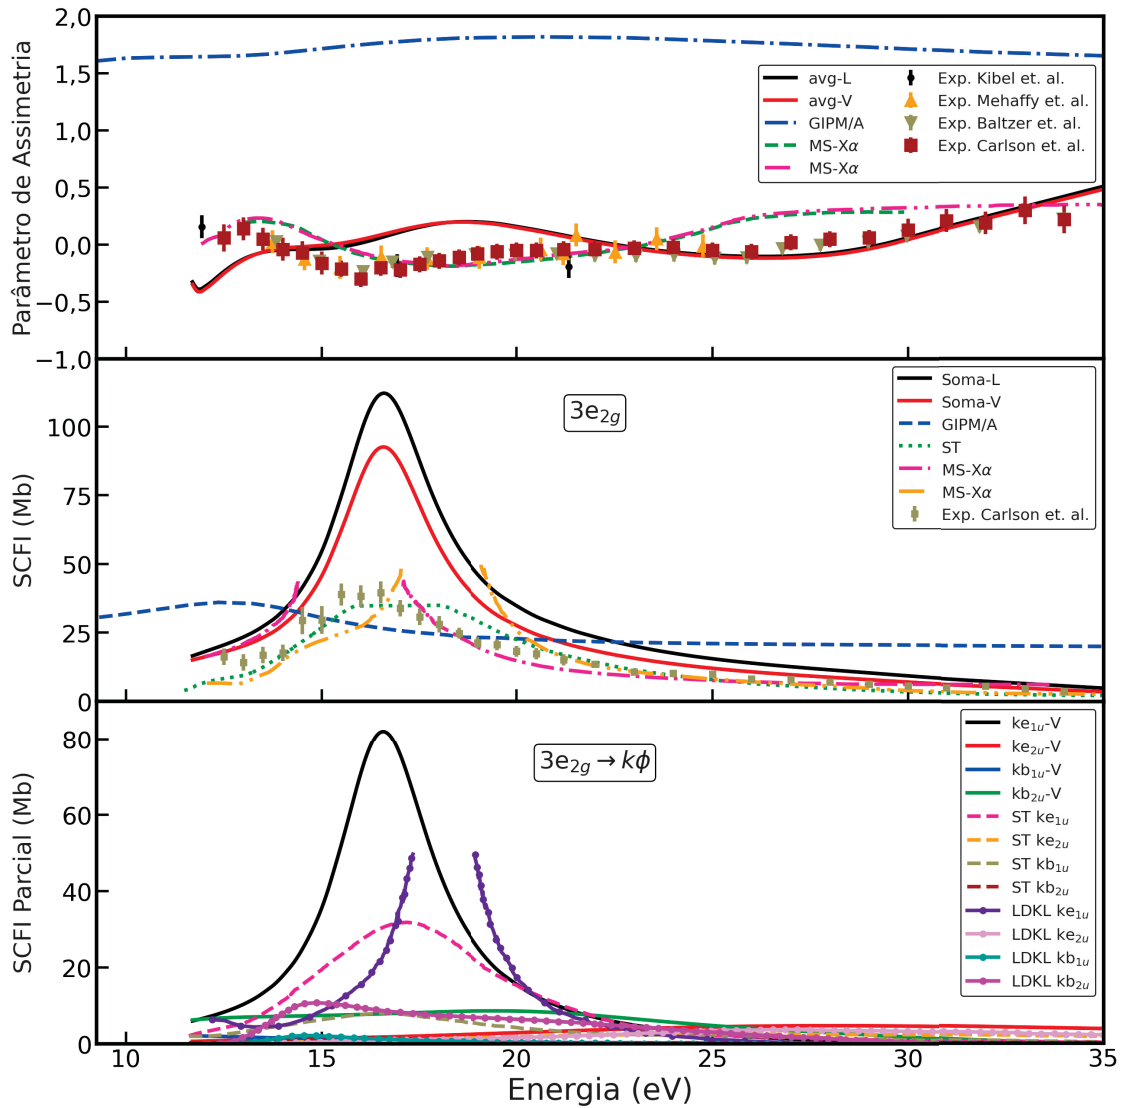 Parâmetro de Assimetria
2,0
1,5
1,0
0,5
0,0
−0,5
−1,0
avg-L
avg-V
GIPM/A
MS-Xα
MS-Xα
Exp. Kibel et. al.
Exp. Mehaffy et. al.
Exp. Baltzer et. al.
Exp. Carlson et. al.
SCFI (Mb)
100
75
50
25
0
3e2g
Soma-L
Soma-V
GIPM/A
ST
MS-Xα
MS-Xα
Exp. Carlson et. al.
SCFI Parcial (Mb)
80
60
40
20
0
3e2g → kϕ
ke1u-V
ke2u-V
kb1u-V
kb2u-V
ST ke1u
ST ke2u
ST kb1u
ST kb2u
LDKL ke1u
LDKL ke2u
LDKL kb1u
LDKL kb2u
10 15 20 25 30 35
Energia (eV)